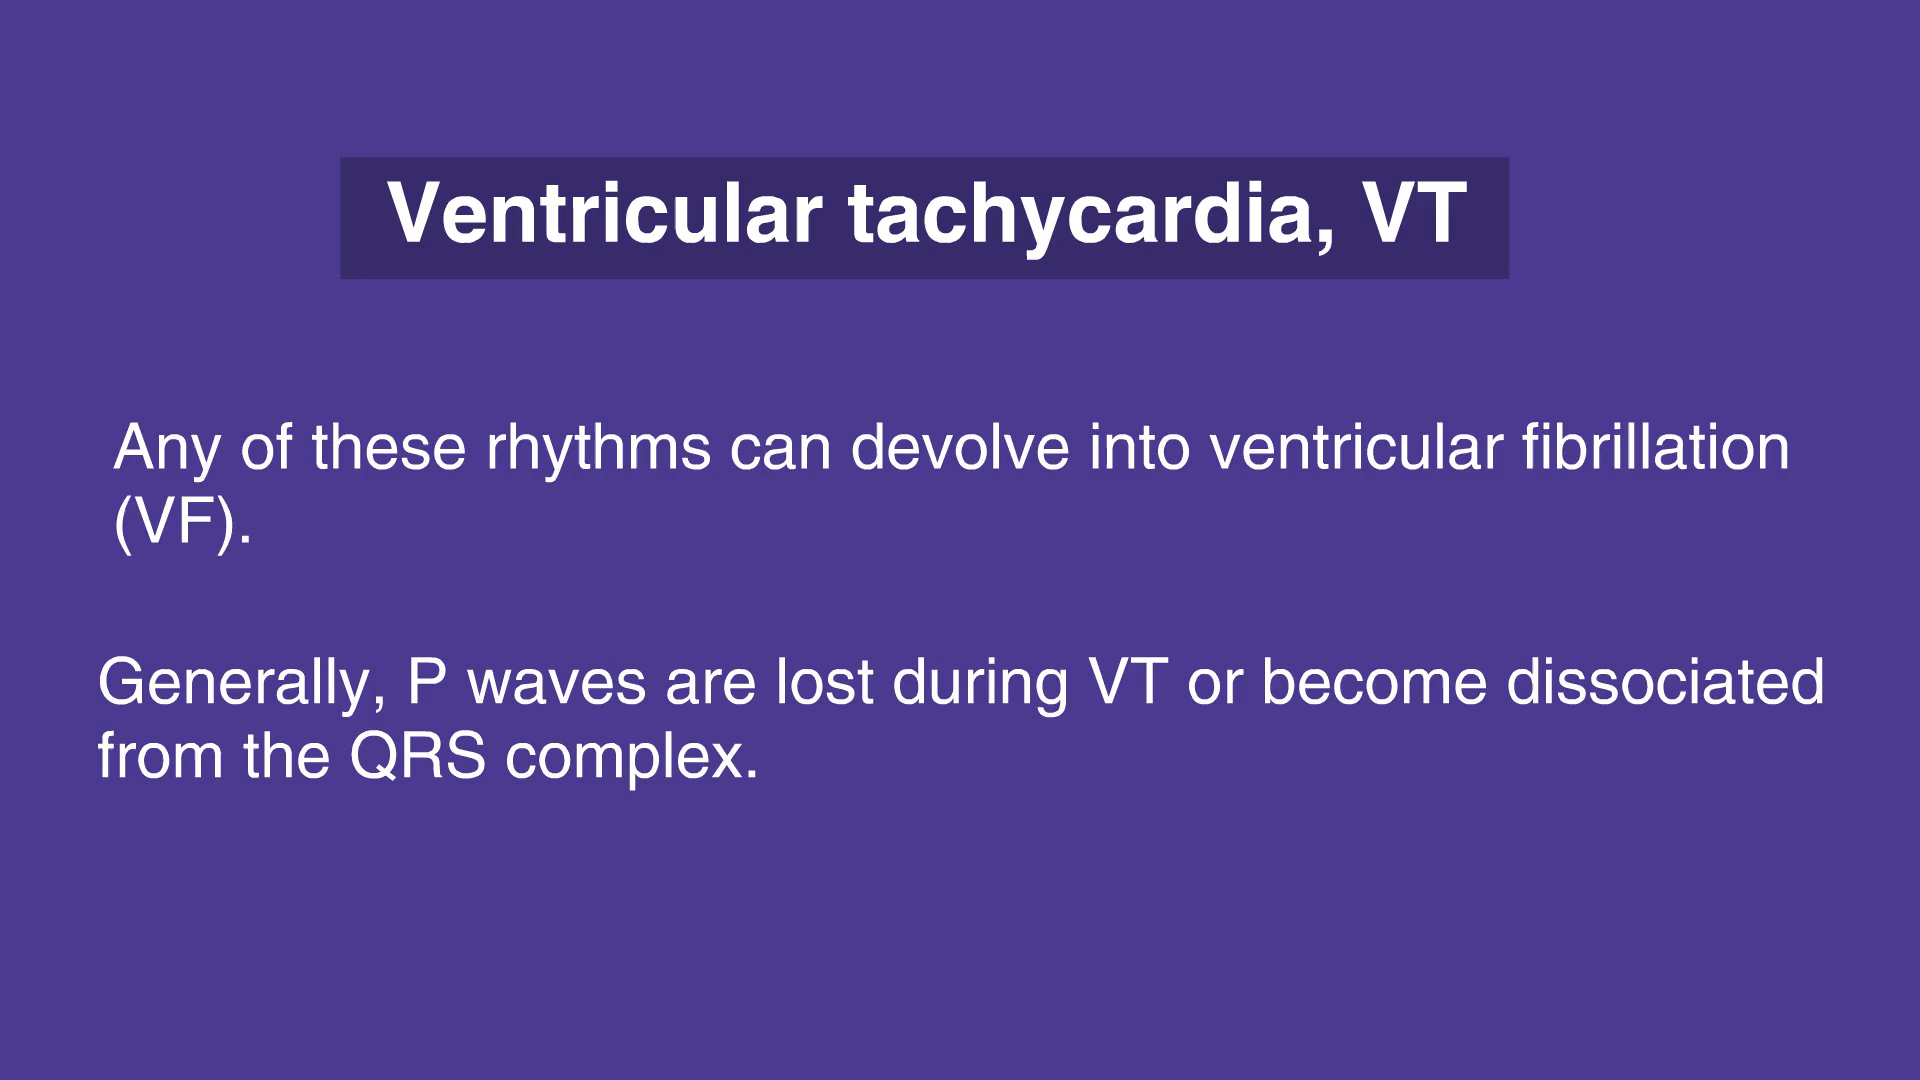 Ventricular tachycardia, VT
Any of these rhythms can devolve into ventricular fibrillation
(VF).
Generally, P waves are lost during VT or become dissociated
from the QRS complex.